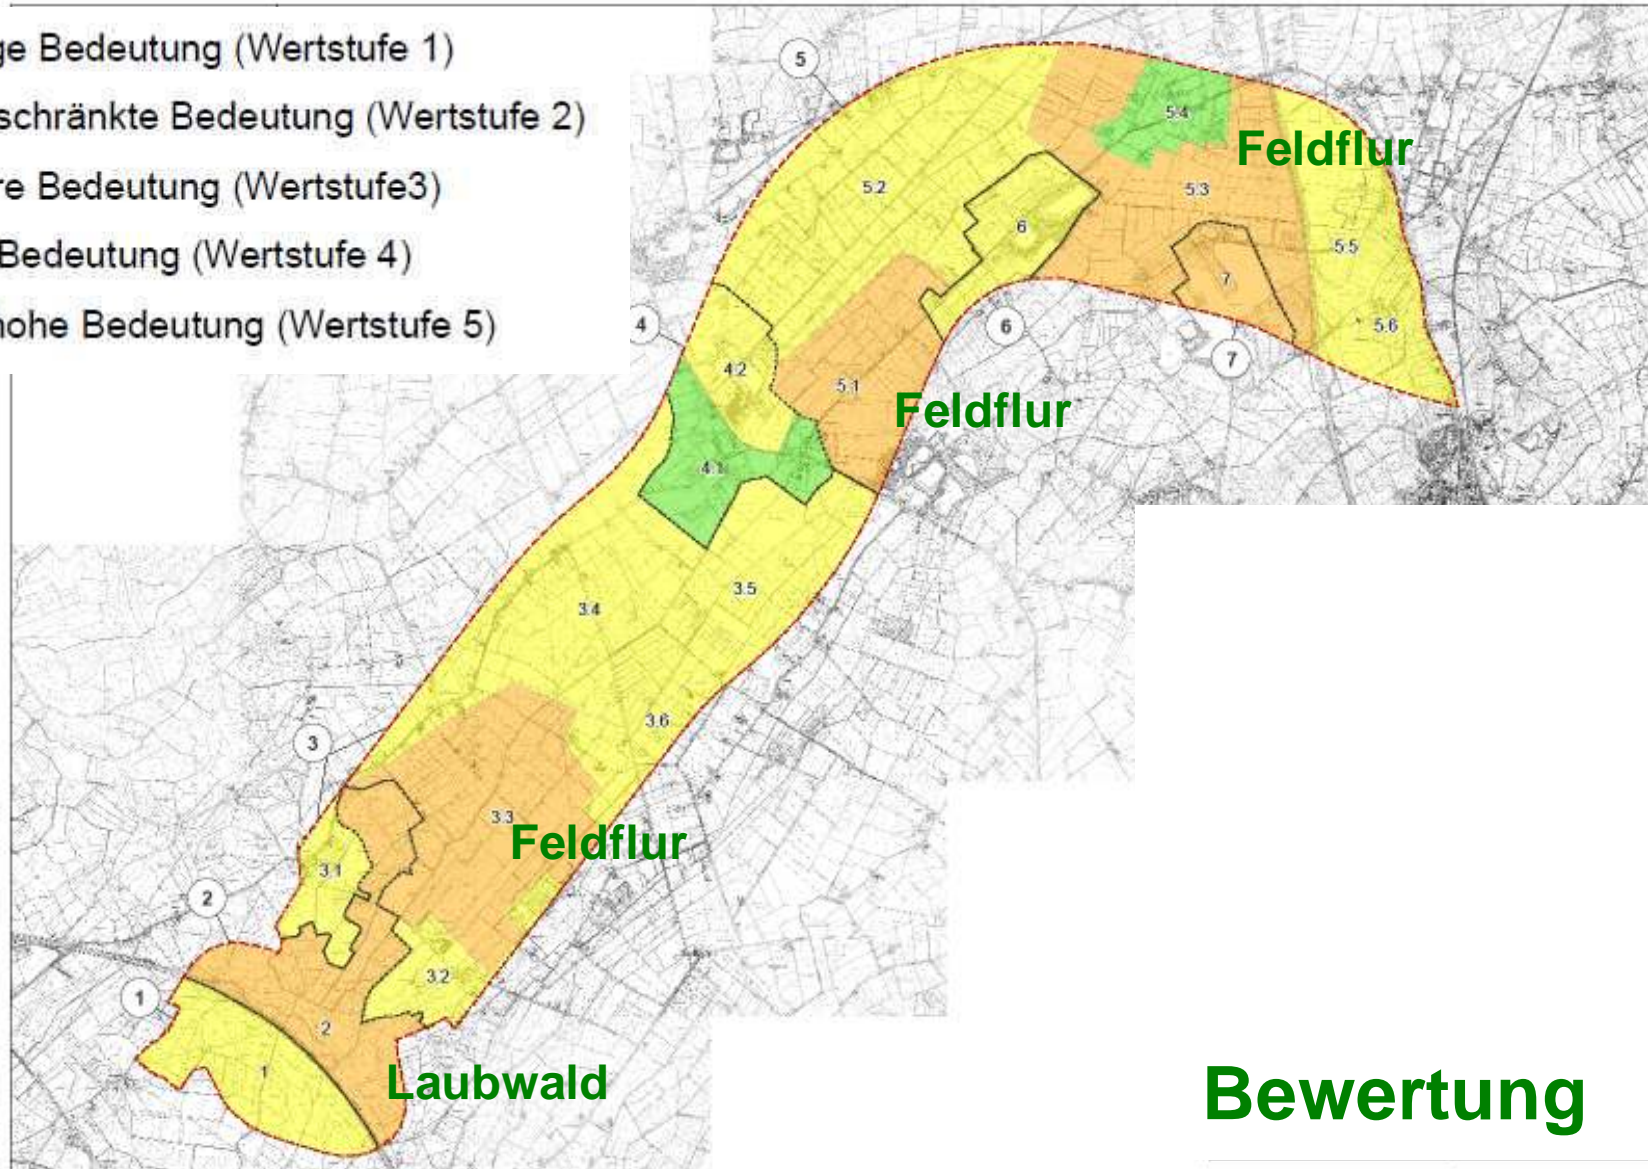 ge Bedeutung (Wertstufe 1)
schränkte Bedeutung (Wertstufe 2)
re Bedeutung (Wertstufe3)
Bedeutung (Wertstufe 4)
hohe Bedeutung (Wertstufe 5)
5
5.4
Feldflur
5.2
5.3
6
5.5
7
4
6
5.6
7
4.2
5.1
Feldflur
4.1
3.5
3.4
3.6
3
3.3
Feldflur
3.1
2
3.2
1
2
1
Laubwald
Bewertung